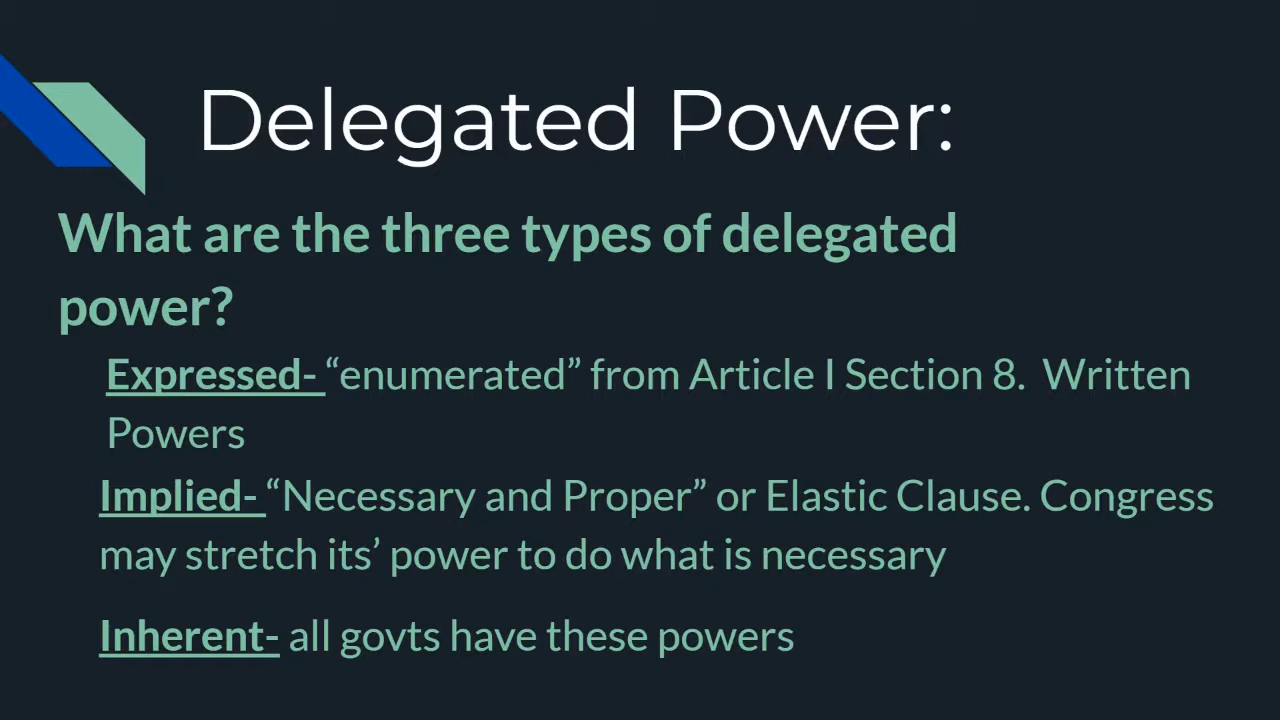 Delegated Power:
What are the three types of delegated
power?
Expressed- “enumerated” from Article I Section 8.  Written
Powers
Implied- “Necessary and Proper” or Elastic Clause. Congress
may stretch its’ power to do what is necessary
Inherent- all govts have these powers